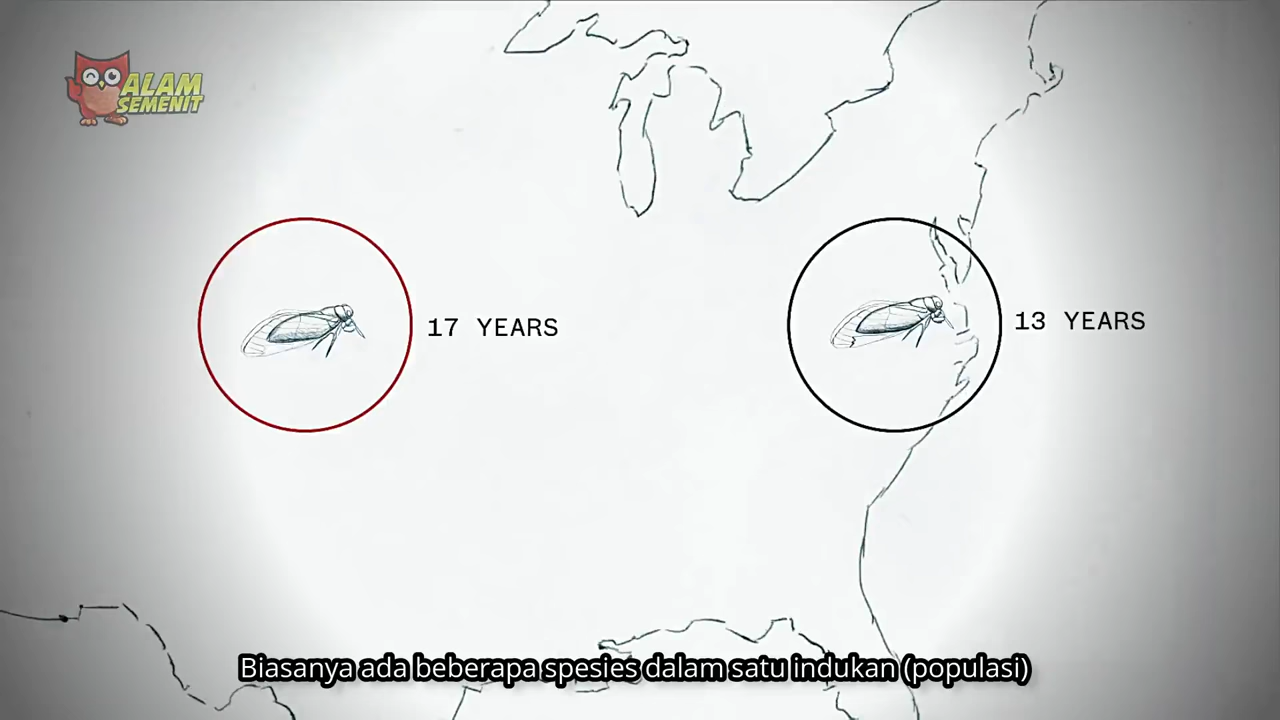 ALAM
SEMENIT
17 YEARS
13 YEARS
Biasanya ada beberapa spesies dalam satu indukan (populasi)